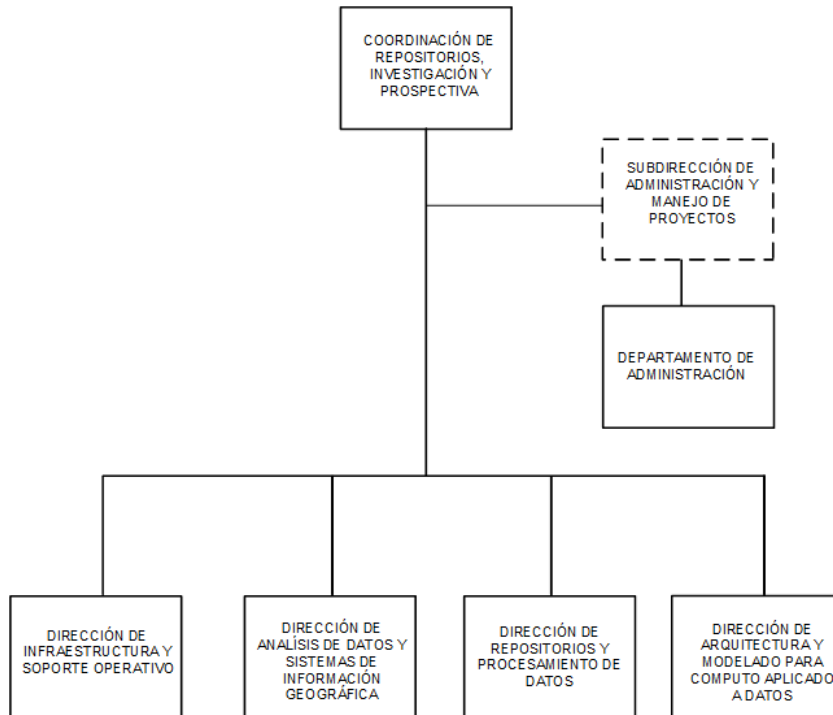 COORDINACIÓN DE
REPOSITORIOS,
INVESTIGACIÓN Y
PROSPECTIVA
SUBDIRECCIÓN DE
ADMINISTRACIÓN Y
MANEJO DE
PROYECTOS
DEPARTAMENTO DE
ADMINISTRACIÓN
DIRECCIÓN DE
INFRAESTRUCTURA Y
SOPORTE OPERATIVO
DIRECCIÓN DE
ANALÍSIS DE DATOS Y
SISTEMAS DE
INFORMACIÓN
GEOGRÁFICA
DIRECCIÓN DE
REPOSITORIOS Y
PROCESAMIENTO DE
DATOS
DIRECCIÓN DE
ARQUITECTURA Y
MODELADO PARA
COMPUTO APLICADO
A DATOS